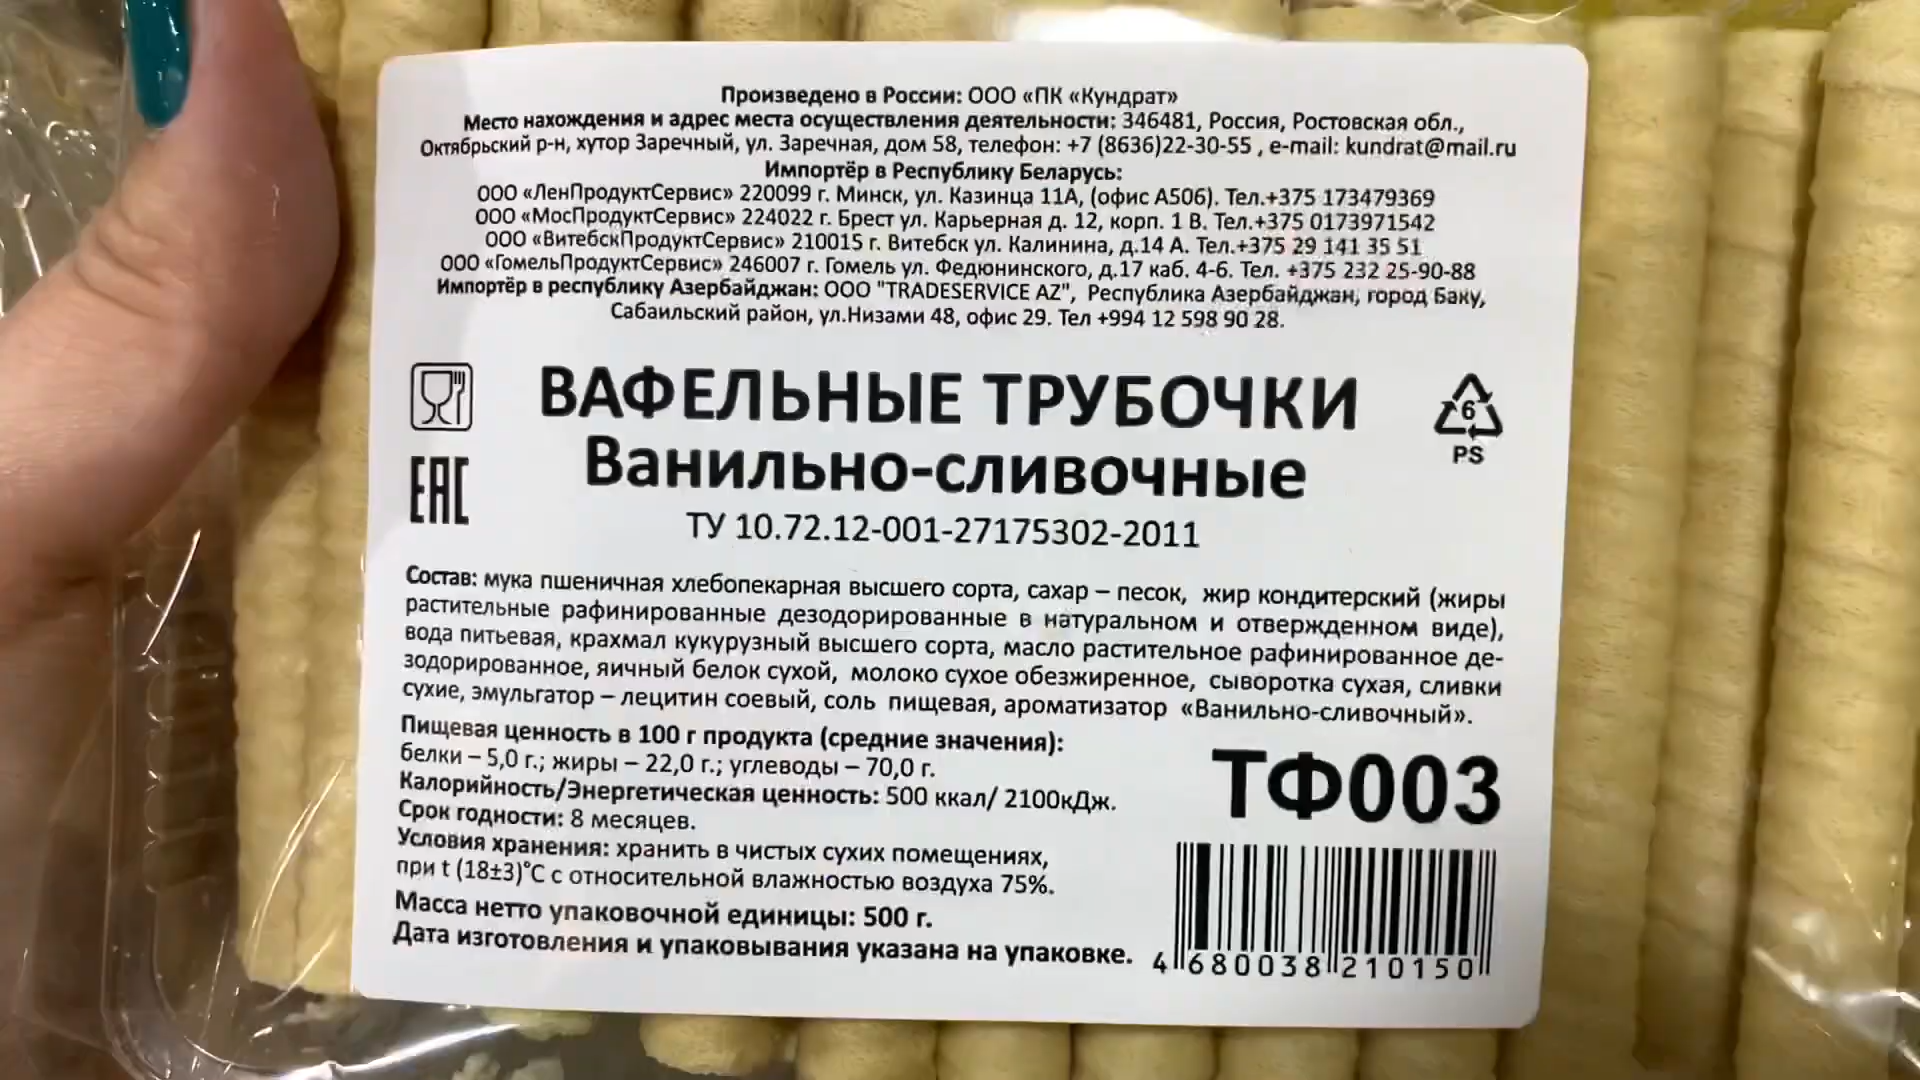 Произведено в России: ООО «ПК «Кундрат»
Место нахождения и адрес места осуществления деятельности: 346481, Россия, Ростовская обл.,
Октябрьский р-н, хутор Заречный, ул. Заречная, дом 58, телефон: +7 (8636)22-30-55 , e-mail: kundrat@mail.ru
Импортёр в Республику Беларусь:
ООО «ЛенПродуктСервис» 220099 г. Минск, ул. Казинца 11А, (офис А506). Тел.+375 173479369
ООО «МосПродуктСервис» 224022 г. Брест ул. Карьерная д. 12, корп. 1 В. Тел.+375 0173971542
ООО «ВитебскПродуктСервис» 210015 г. Витебск ул. Калинина, д.14 А. Тел.+375 29 141 35 51
ООО «ГомельПродуктСервис» 246007 г. Гомель ул. Федюнинского, д.17 каб. 4-6. Тел. +375 232 25-90-88
Импортёр в республику Азербайджан: ООО "TRADESERVICE AZ", Республика Азербайджан, город Баку,
Сабаильский район, ул.Низами 48, офис 29. Тел +994 12 598 90 28.
ВАФЕЛЬНЫЕ ТРУБОЧКИ
Ванильно-сливочные
ТУ 10.72.12-001-27175302-2011
EAC
6
PS
Состав: мука пшеничная хлебопекарная высшего сорта, сахар – песок, жир кондитерский (жиры
растительные рафинированные дезодорированные в натуральном и отвержденном виде),
вода питьевая, крахмал кукурузный высшего сорта, масло растительное рафинированное де-
зодорированное, яичный белок сухой, молоко сухое обезжиренное, сыворотка сухая, сливки
сухие, эмульгатор – лецитин соевый, соль пищевая, ароматизатор «Ванильно-сливочный».
Пищевая ценность в 100 г продукта (средние значения):
белки – 5,0 г.; жиры – 22,0 г.; углеводы – 70,0 г.
Калорийность/Энергетическая ценность: 500 ккал/ 2100кДж.
Срок годности: 8 месяцев.
Условия хранения: хранить в чистых сухих помещениях,
при t (18±3)°С с относительной влажностью воздуха 75%.
Масса нетто упаковочной единицы: 500 г.
Дата изготовления и упаковывания указана на упаковке.
ТФ003
4 680038 210150